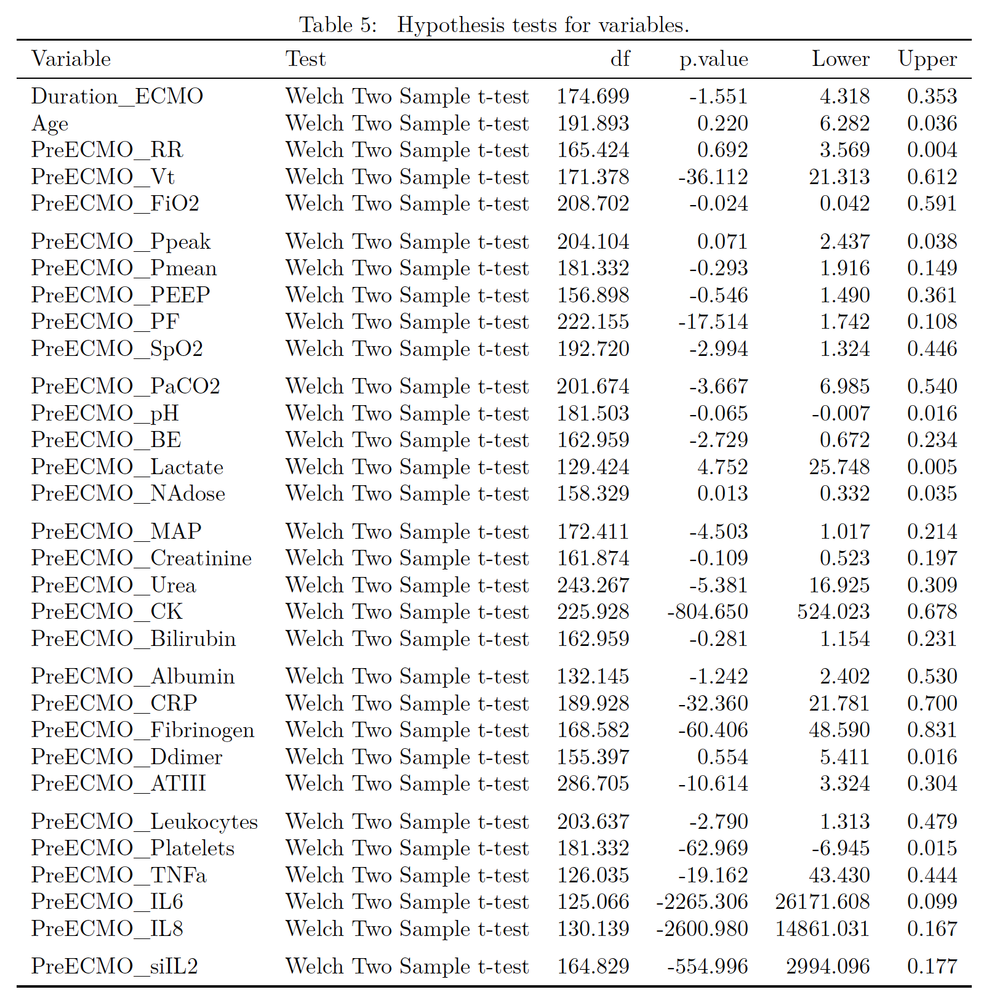 Table 5: Hypothesis tests for variables.
Variable Test df p.value Lower Upper
Duration_ECMO Welch Two Sample t-test 174.699 -1.551 4.318 0.353
Age Welch Two Sample t-test 191.893 0.220 6.282 0.036
PreECMO_RR Welch Two Sample t-test 165.424 0.692 3.569 0.004
PreECMO_Vt Welch Two Sample t-test 171.378 -36.112 21.313 0.612
PreECMO_FiO2 Welch Two Sample t-test 208.702 -0.024 0.042 0.591
PreECMO_Ppeak Welch Two Sample t-test 204.104 0.071 2.437 0.038
PreECMO_Pmean Welch Two Sample t-test 181.332 -0.293 1.916 0.149
PreECMO_PEEP Welch Two Sample t-test 156.898 -0.546 1.490 0.361
PreECMO_PF Welch Two Sample t-test 222.155 -17.514 1.742 0.108
PreECMO_SpO2 Welch Two Sample t-test 192.720 -2.994 1.324 0.446
PreECMO_PaCO2 Welch Two Sample t-test 201.674 -3.667 6.985 0.540
PreECMO_pH Welch Two Sample t-test 181.503 -0.065 -0.007 0.016
PreECMO_BE Welch Two Sample t-test 162.959 -2.729 0.672 0.234
PreECMO_Lactate Welch Two Sample t-test 129.424 4.752 25.748 0.005
PreECMO_NAdose Welch Two Sample t-test 158.329 0.013 0.332 0.035
PreECMO_MAP Welch Two Sample t-test 172.411 -4.503 1.017 0.214
PreECMO_Creatinine Welch Two Sample t-test 161.874 -0.109 0.523 0.197
PreECMO_Urea Welch Two Sample t-test 243.267 -5.381 16.925 0.309
PreECMO_CK Welch Two Sample t-test 225.928 -804.650 524.023 0.678
PreECMO_Bilirubin Welch Two Sample t-test 162.959 -0.281 1.154 0.231
PreECMO_Albumin Welch Two Sample t-test 132.145 -1.242 2.402 0.530
PreECMO_CRP Welch Two Sample t-test 189.928 -32.360 21.781 0.700
PreECMO_Fibrinogen Welch Two Sample t-test 168.582 -60.406 48.590 0.831
PreECMO_Ddimer Welch Two Sample t-test 155.397 0.554 5.411 0.016
PreECMO_ATIII Welch Two Sample t-test 286.705 -10.614 3.324 0.304
PreECMO_Leukocytes Welch Two Sample t-test 203.637 -2.790 1.313 0.479
PreECMO_Platelets Welch Two Sample t-test 181.332 -62.969 -6.945 0.015
PreECMO_TNFa Welch Two Sample t-test 126.035 -19.162 43.430 0.444
PreECMO_IL6 Welch Two Sample t-test 125.066 -2265.306 26171.608 0.099
PreECMO_IL8 Welch Two Sample t-test 130.139 -2600.980 14861.031 0.167
PreECMO_siIL2 Welch Two Sample t-test 164.829 -554.996 2994.096 0.177